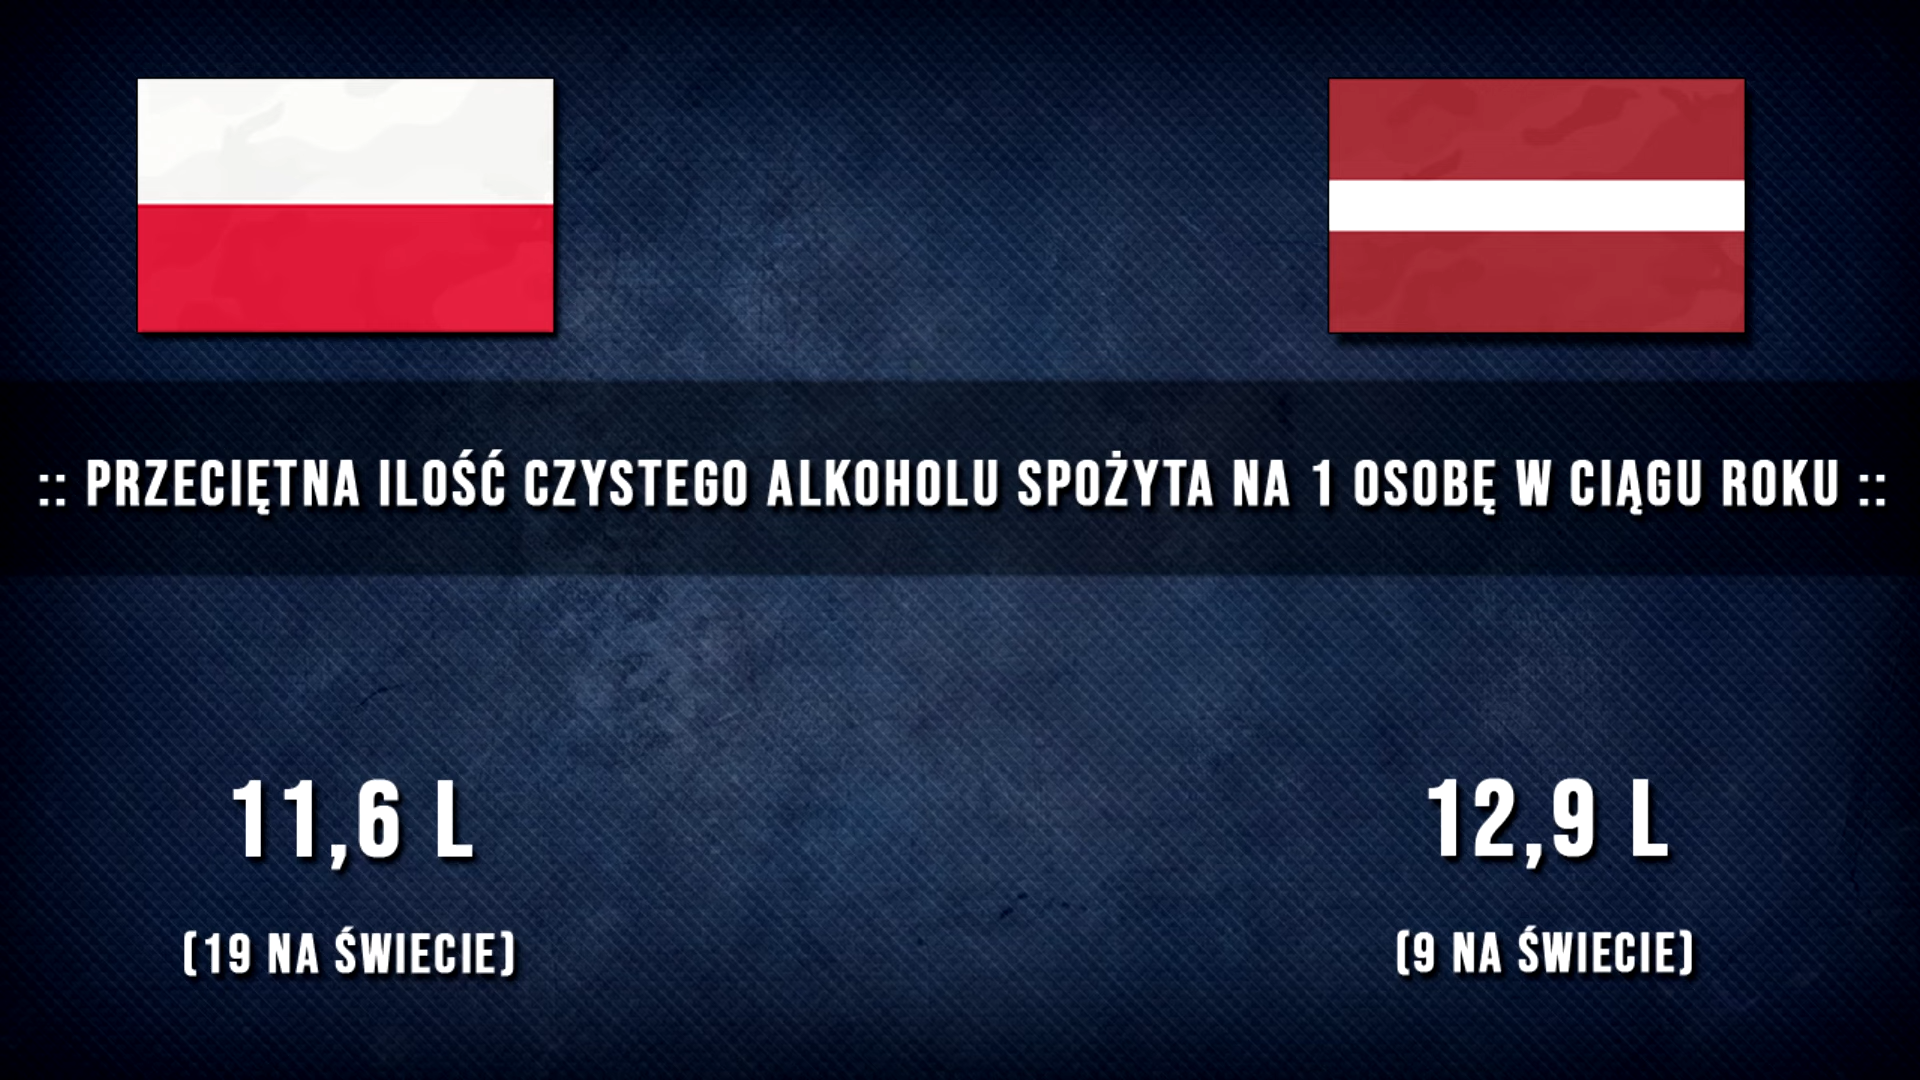 :: PRZECIĘTNA ILOŚĆ CZYSTEGO ALKOHOLU SPOŻYTA NA 1 OSOBĘ W CIĄGU ROKU ::
11,6 L
12,9 L
(19 NA ŚWIECIE)
(9 NA ŚWIECIE)